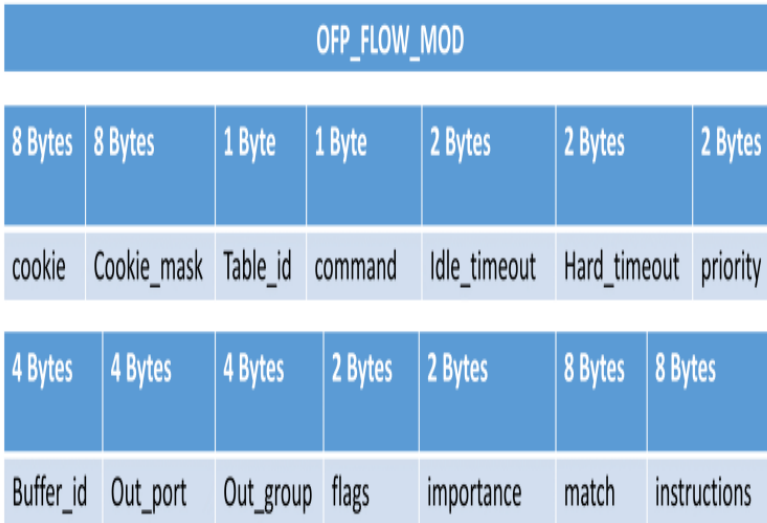 OFP_FLOW_MOD
8 Bytes 8 Bytes 1 Byte 1 Byte 2 Bytes 2 Bytes 2 Bytes
cookie Cookie_mask Table_id command Idle_timeout Hard_timeout priority
4 Bytes 4 Bytes 4 Bytes 2 Bytes 2 Bytes 8 Bytes 8 Bytes
Buffer_id Out_port Out_group flags importance match instructions